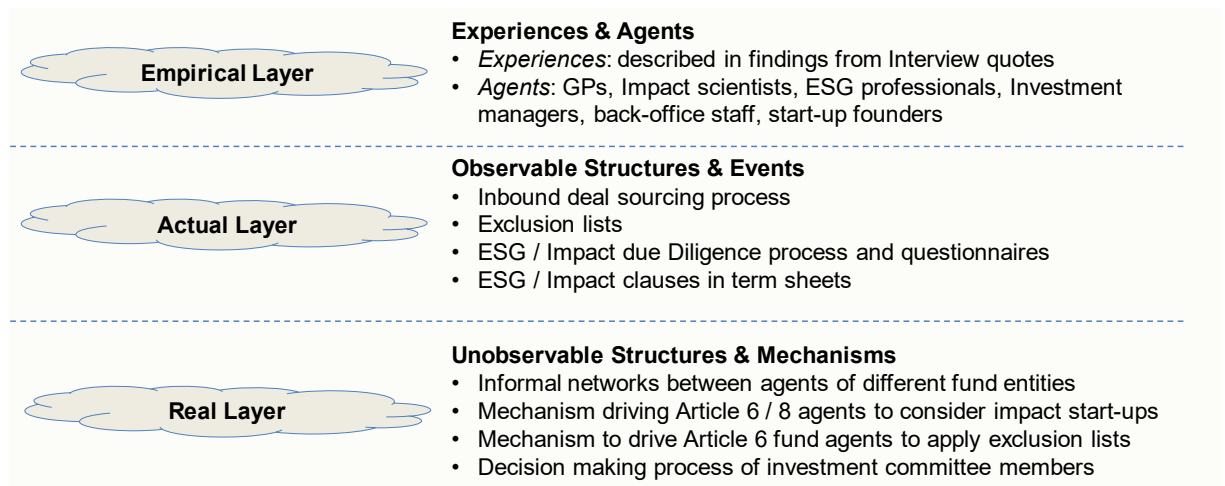 Empirical Layer
Experiences & Agents
• Experiences: described in findings from Interview quotes
• Agents: GPs, Impact scientists, ESG professionals, Investment
managers, back-office staff, start-up founders
Actual Layer
Observable Structures & Events
• Inbound deal sourcing process
• Exclusion lists
• ESG / Impact due Diligence process and questionnaires
• ESG / Impact clauses in term sheets
Real Layer
Unobservable Structures & Mechanisms
• Informal networks between agents of different fund entities
• Mechanism driving Article 6 / 8 agents to consider impact start-ups
• Mechanism to drive Article 6 fund agents to apply exclusion lists
• Decision making process of investment committee members